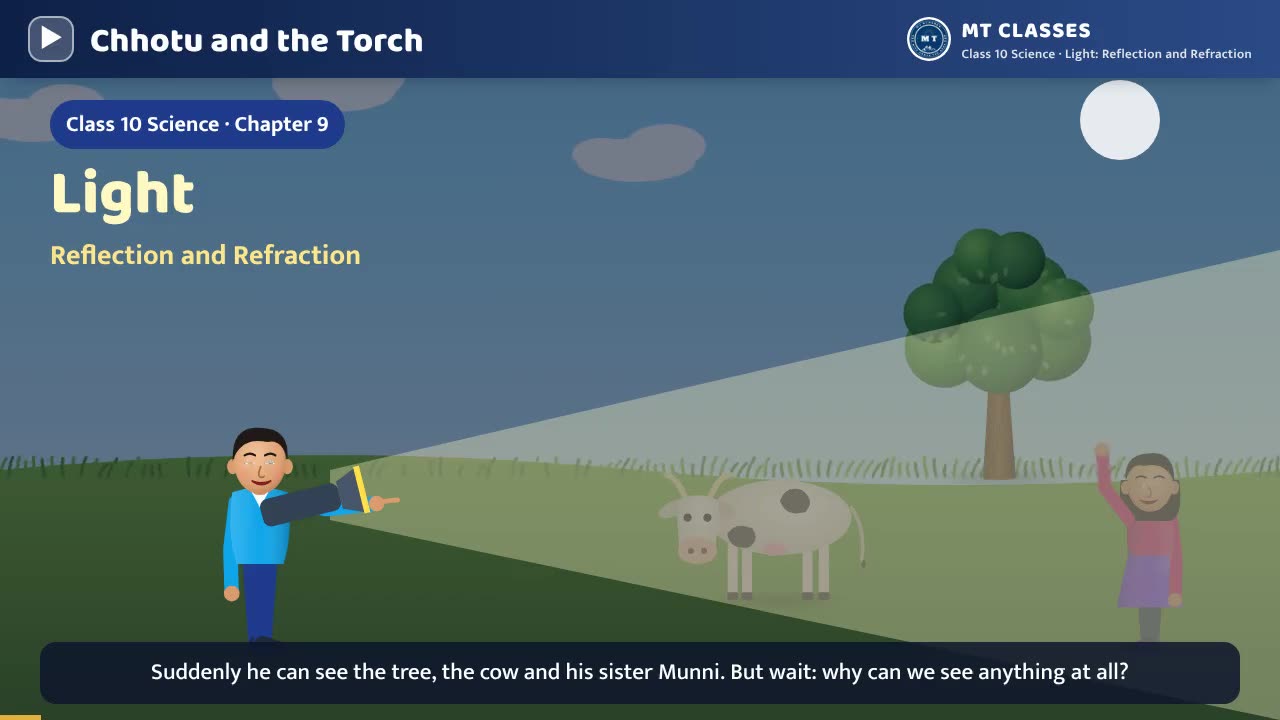 Chhotu and the Torch
MT
MT CLASSES
Class 10 Science · Light: Reflection and Refraction
Class 10 Science · Chapter 9
Light
Reflection and Refraction
Suddenly he can see the tree, the cow and his sister Munni. But wait: why can we see anything at all?